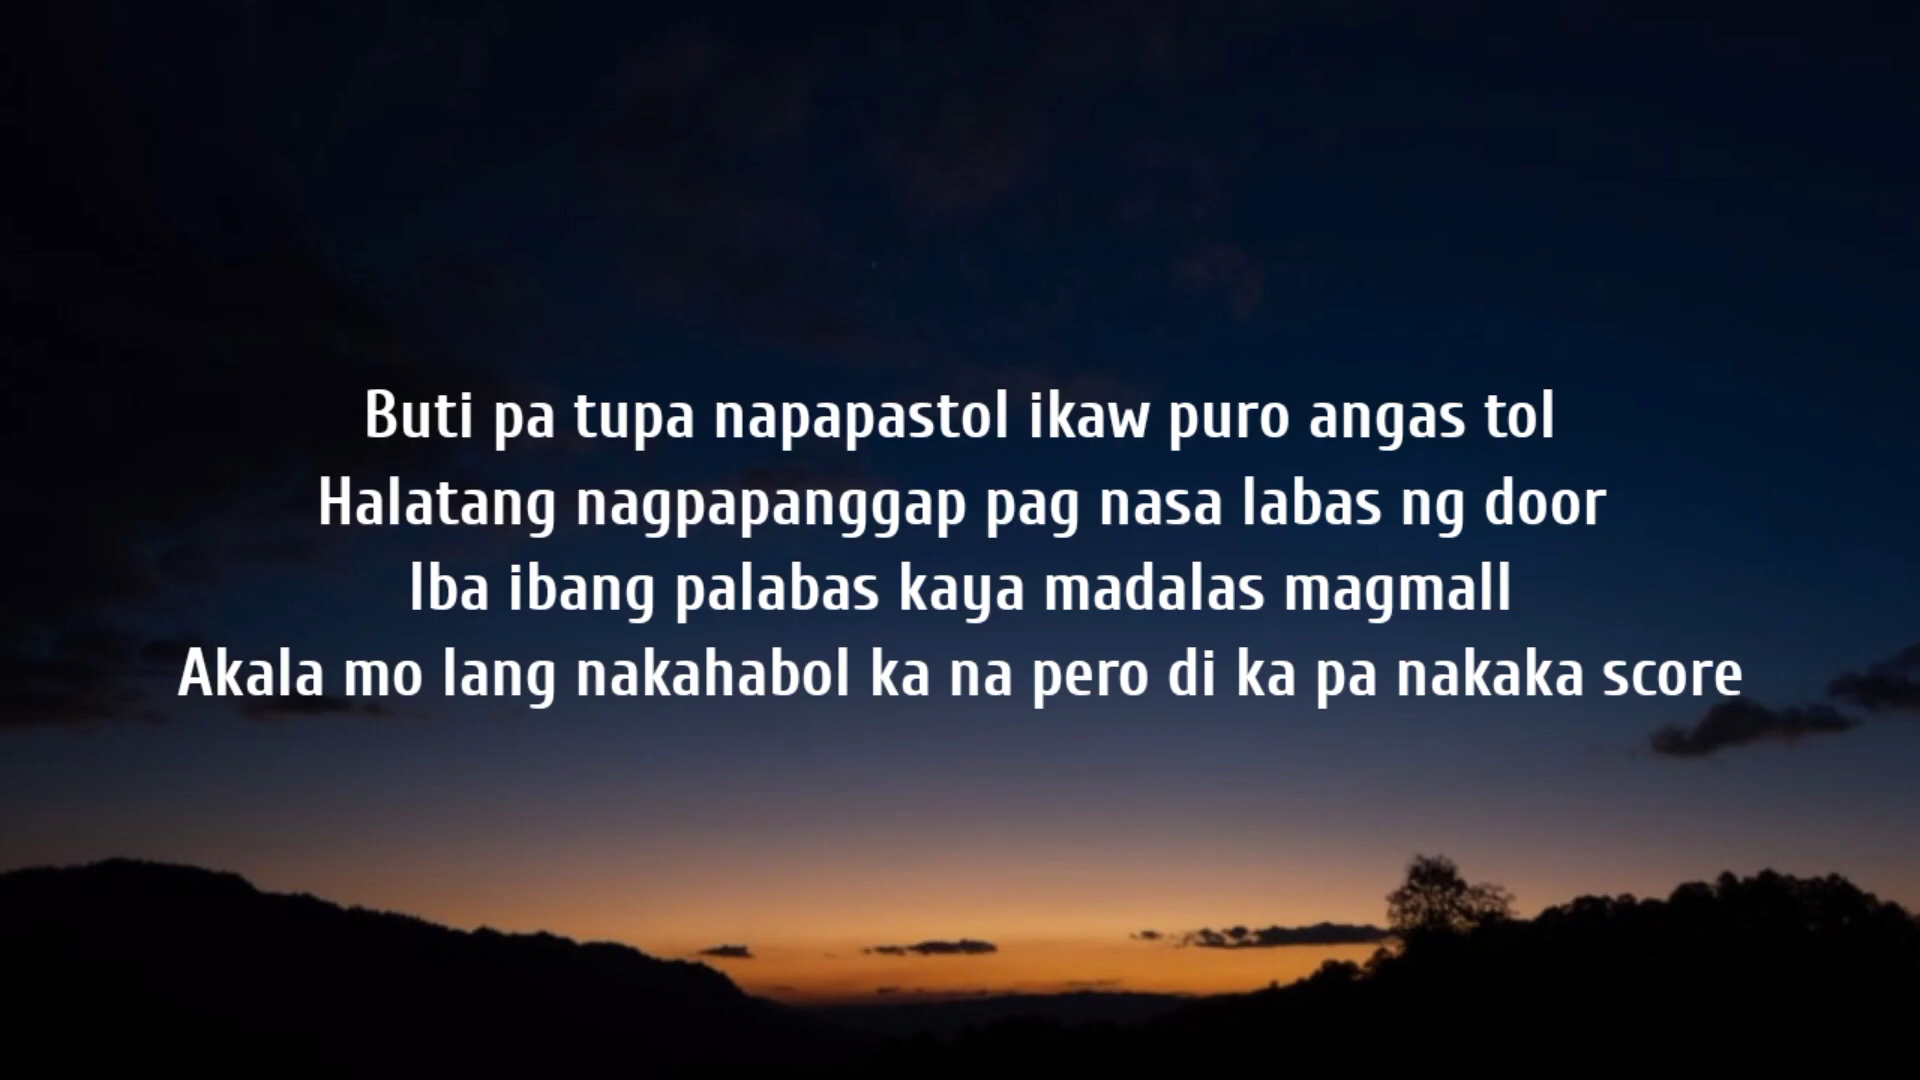 Buti pa tupa napapastol ikaw puro angas tol
Halatang nagpapanggap pag nasa labas ng door
Iba ibang palabas kaya madalas magmall
Akala mo lang nakahabol ka na pero di ka pa nakaka score